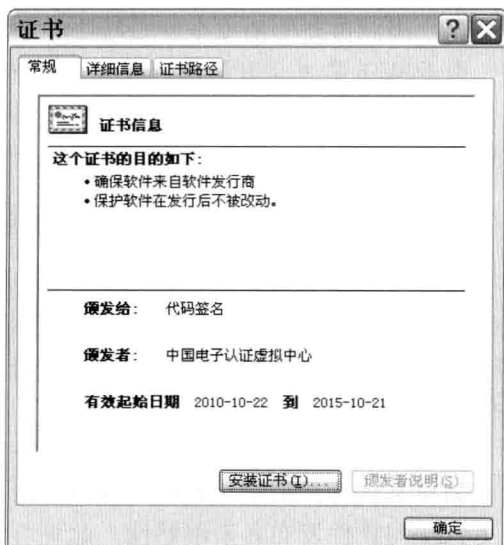 证书
常规 详细信息 证书路径
证书信息
这个证书的目的如下:
• 确保软件来自软件发行商
• 保护软件在发行后不被改动。
颁发给: 代码签名
颁发者: 中国电子认证虚拟中心
有效起始日期 2010-10-22 到 2015-10-21
安装证书(I)... 颁发者说明(S)
确定